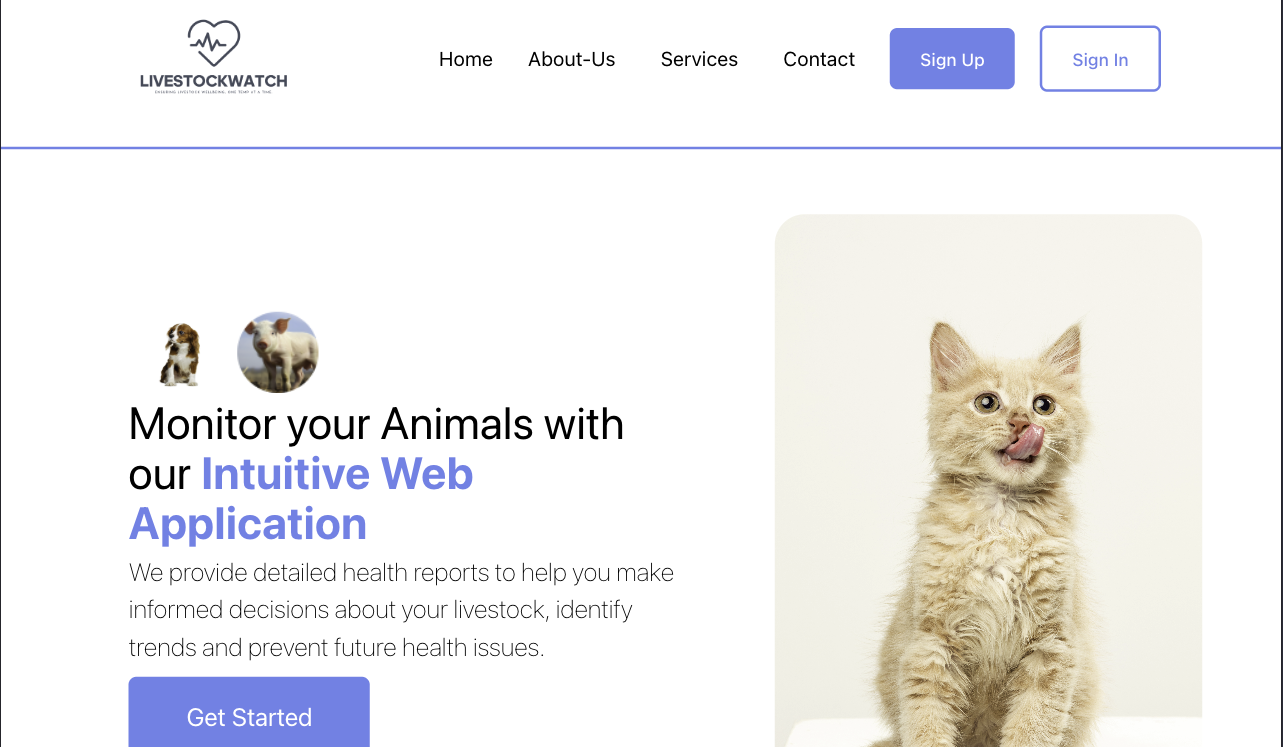 LIVESTOCKWATCH
ENSURING LIVESTOCK WELLBEING, ONE TEMP AT A TIME
Home About-Us Services Contact Sign Up Sign In
Monitor your Animals with
our Intuitive Web
Application
We provide detailed health reports to help you make
informed decisions about your livestock, identify
trends and prevent future health issues.
Get Started